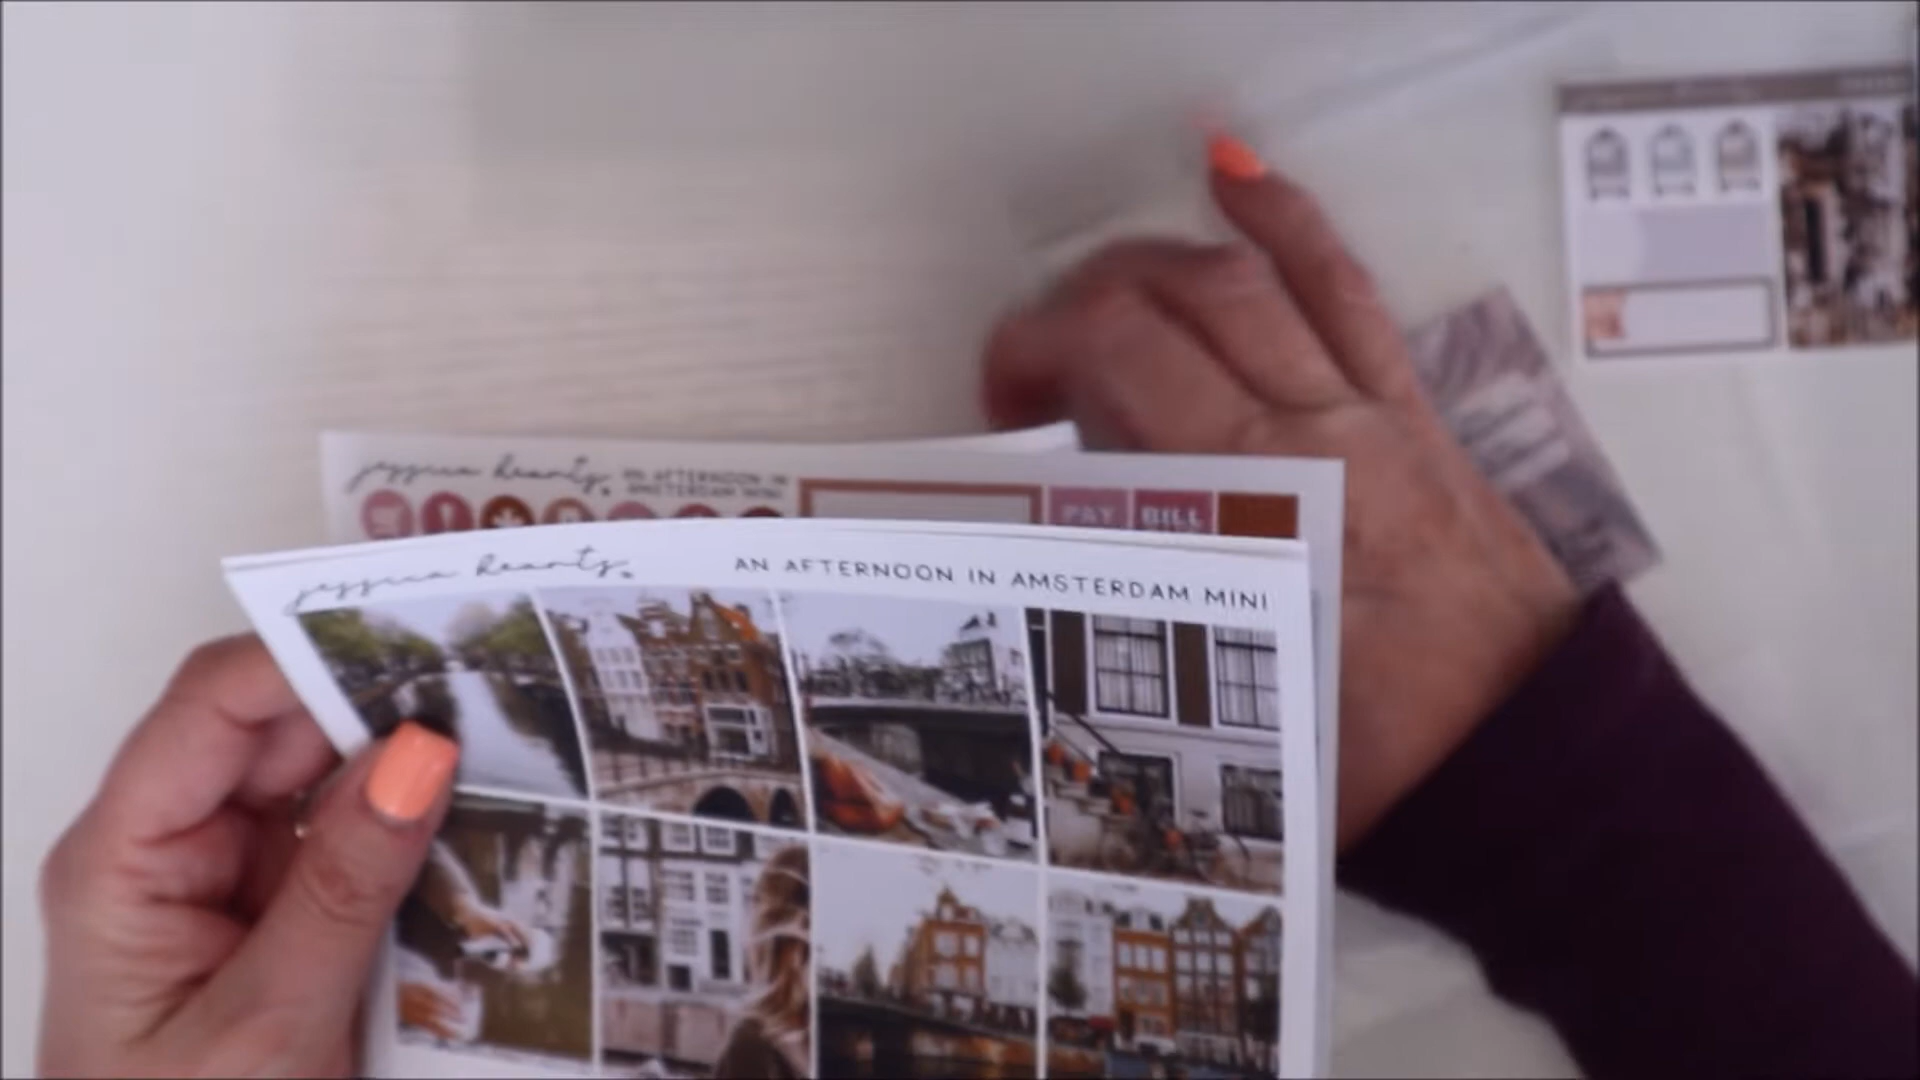 jessica hearts.
AN AFTERNOON IN
AMSTERDAM MINI
PAY
BILL
jessica hearts.
AN AFTERNOON IN AMSTERDAM MINI